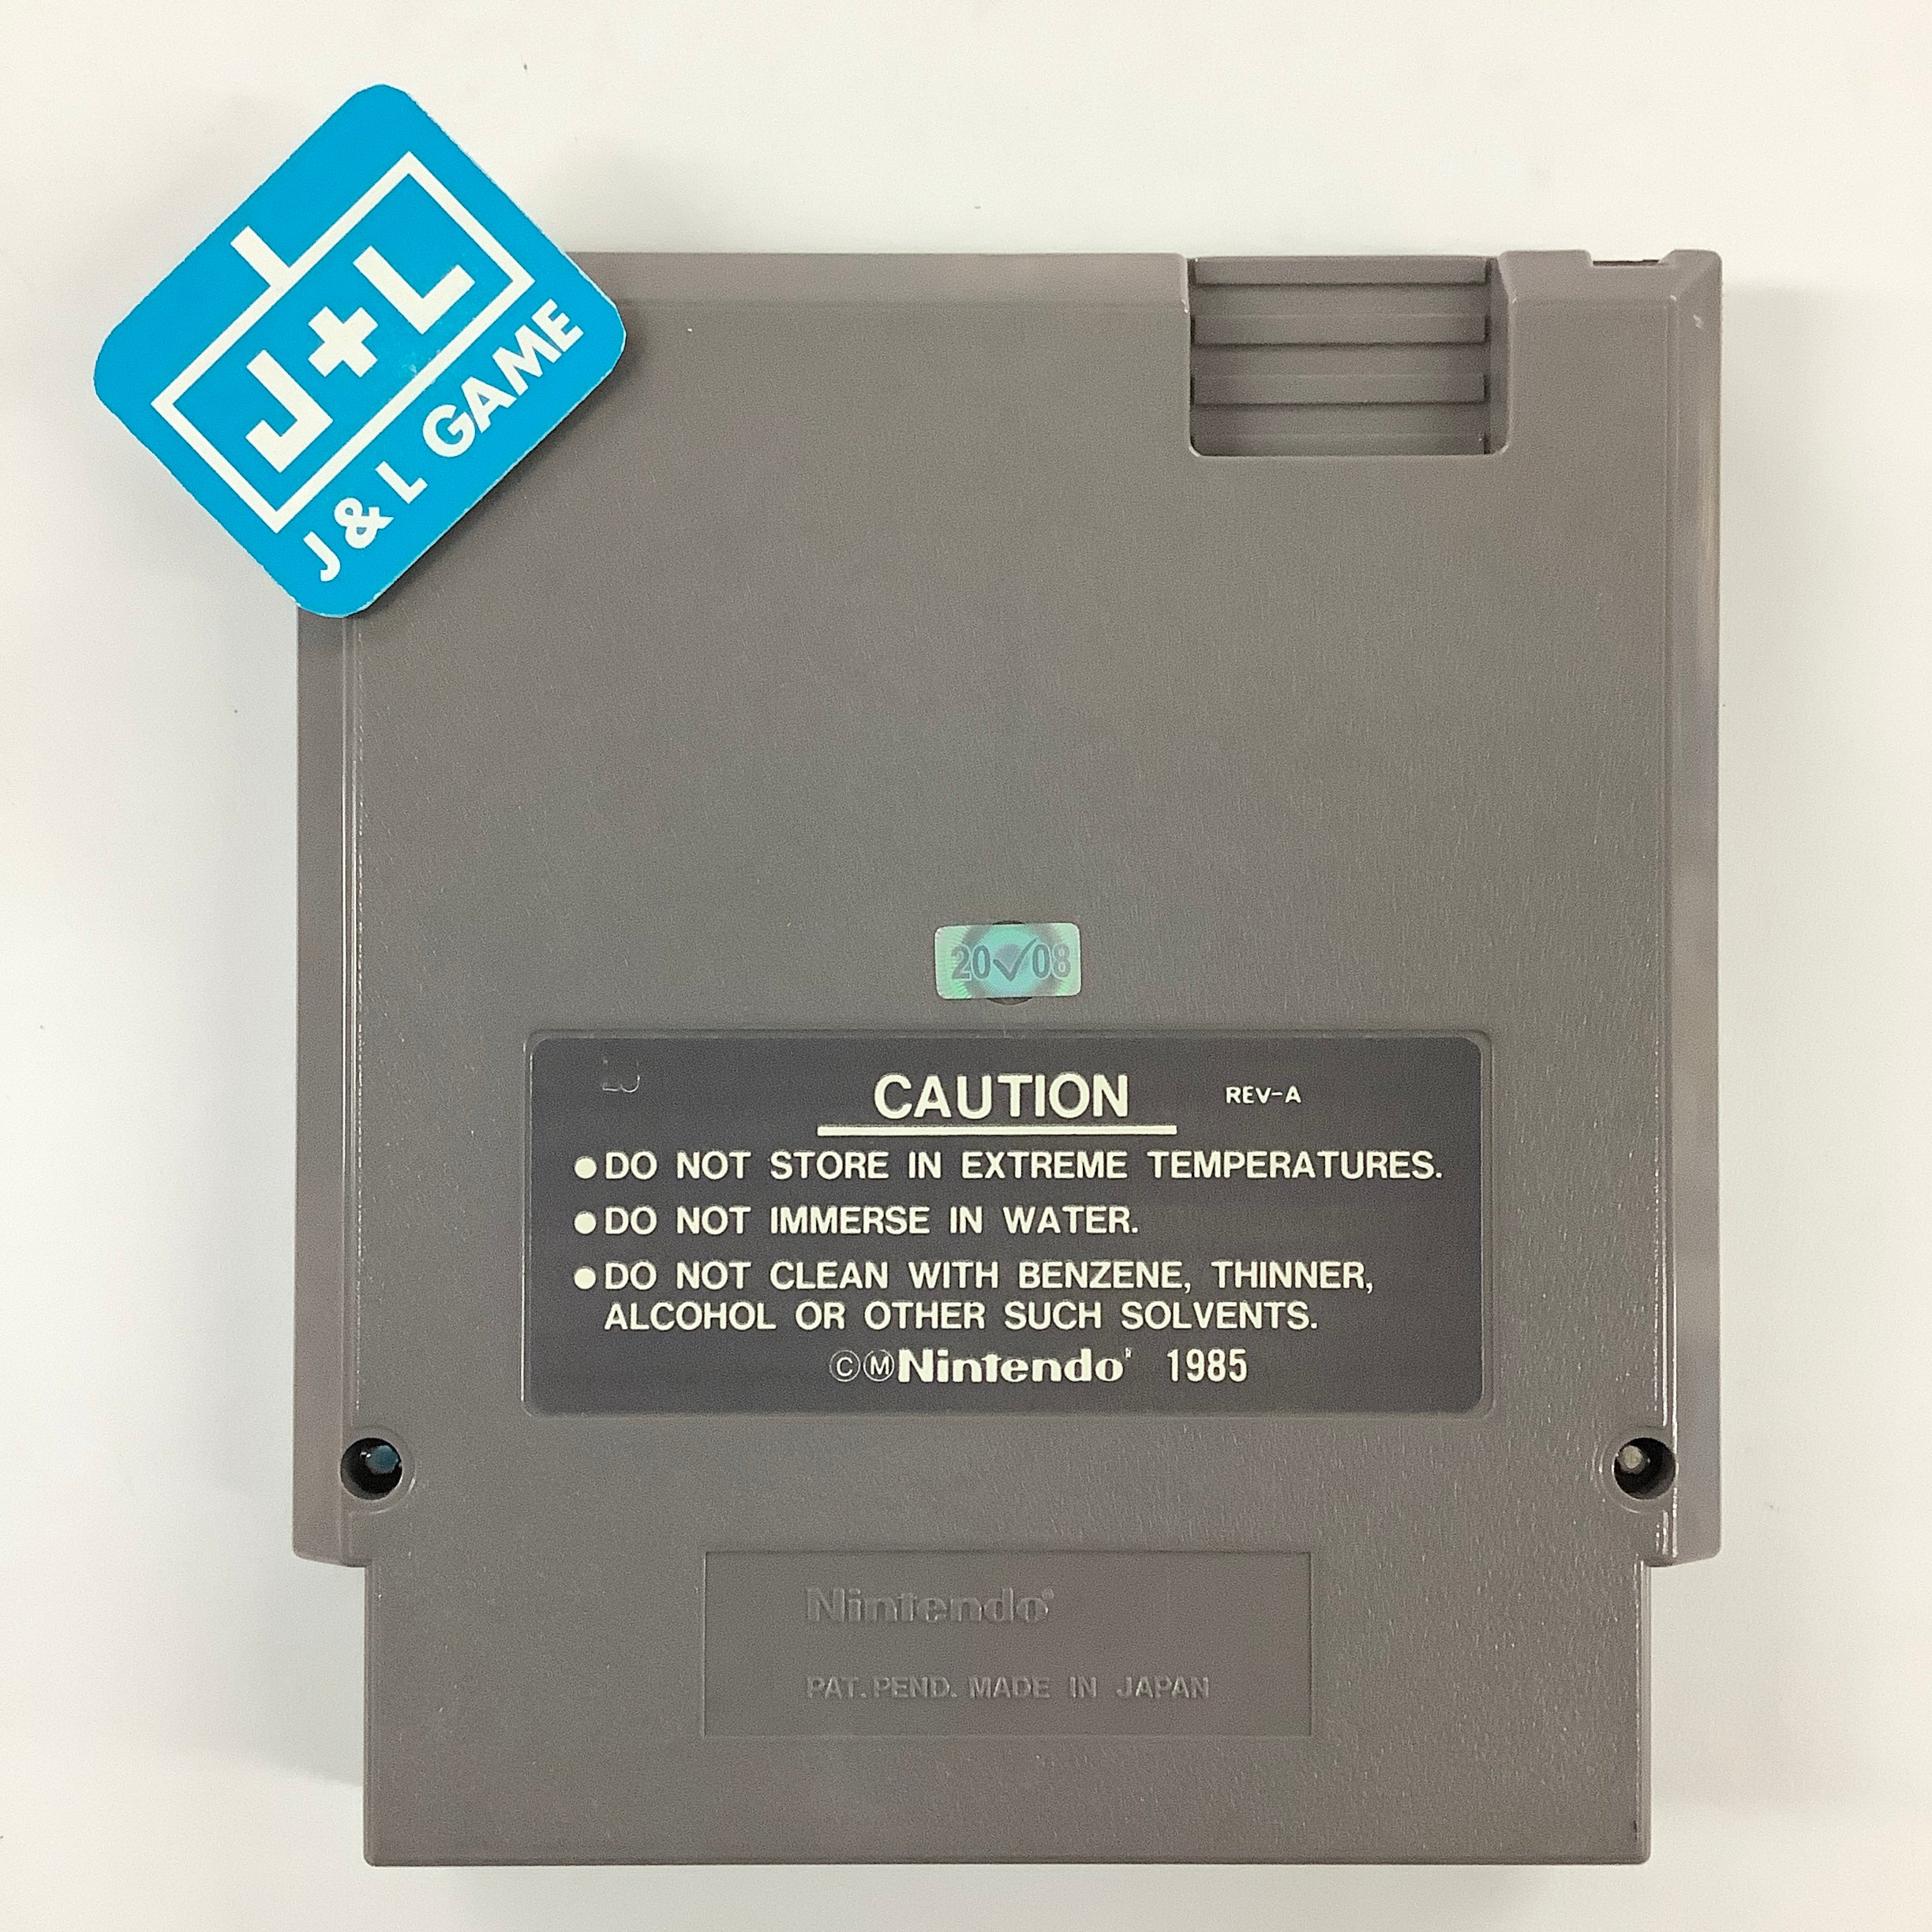 J+L
J & L GAME
20 08
CAUTION REV-A
●DO NOT STORE IN EXTREME TEMPERATURES.
●DO NOT IMMERSE IN WATER.
●DO NOT CLEAN WITH BENZENE, THINNER,
ALCOHOL OR OTHER SUCH SOLVENTS.
©ⓂNintendo® 1985
Nintendo®
PAT. PEND. MADE IN JAPAN